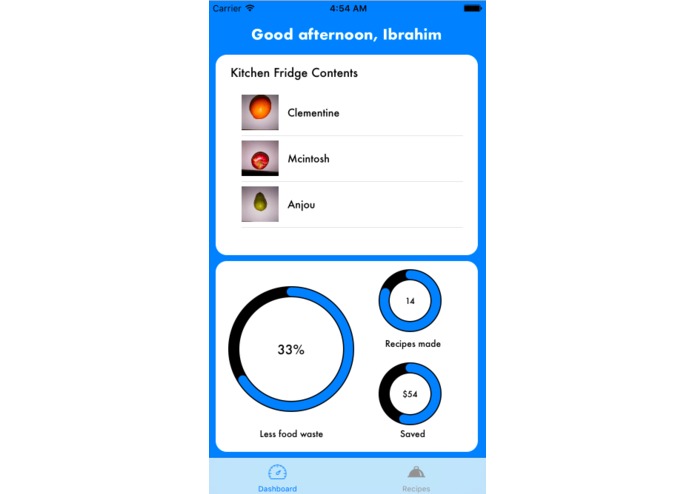 Carrier 4:54 AM
Good afternoon, Ibrahim
Kitchen Fridge Contents
Clementine
Mcintosh
Anjou
33%
Less food waste
14
Recipes made
$54
Saved
Dashboard
Recipes